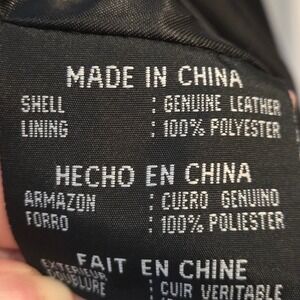 MADE IN CHINA
SHELL : GENUINE LEATHER
LINING : 100% POLYESTER
HECHO EN CHINA
ARMAZON : CUERO GENUINO
FORRO : 100% POLIESTER
FAIT EN CHINE
EXTERIEUR : CUIR VERITABLE